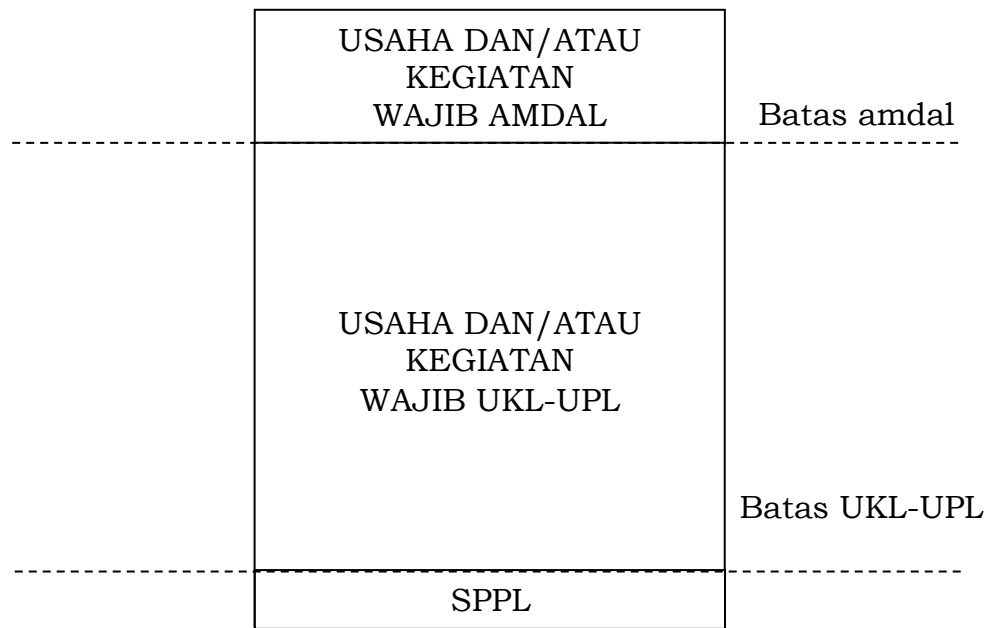 USAHA DAN/ATAU
KEGIATAN
WAJIB AMDAL
Batas amdal
USAHA DAN/ATAU
KEGIATAN
WAJIB UKL-UPL
Batas UKL-UPL
SPPL